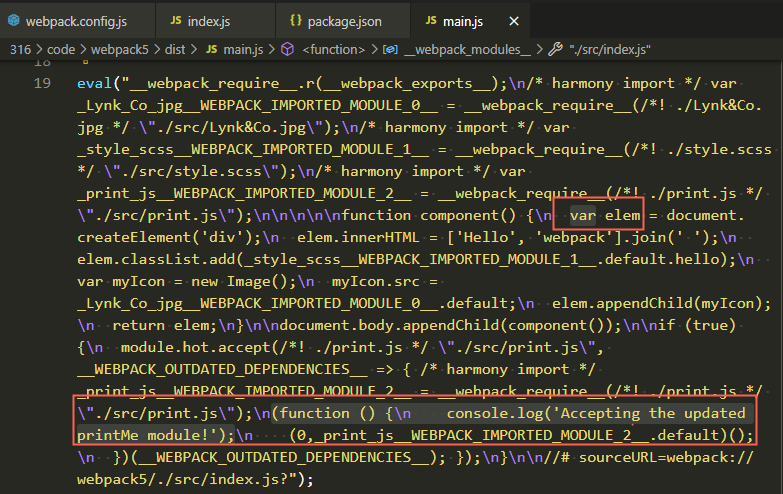 webpack.config.js index.js {} package.json JS main.js ×
316 > code > webpack5 > dist > JS main.js > <function> > __webpack_modules__ > "./src/index.js"
18
19 eval("__webpack_require__.r(__webpack_exports__);\n/* harmony import */ var
_Lynk_Co_jpg__WEBPACK_IMPORTED_MODULE_0__ = __webpack_require__(/*! ./Lynk&Co.
jpg */ \"./src/Lynk&Co.jpg\");\n/* harmony import */ var
_style_scss__WEBPACK_IMPORTED_MODULE_1__ = __webpack_require__(/*! ./style.scss
*/ \"./src/style.scss\");\n/* harmony import */ var
_print_js__WEBPACK_IMPORTED_MODULE_2__ = __webpack_require__(/*! ./print.js */
\"./src/print.js\");\n\n\n\n\nfunction component() {\n  var elem = document.
createElement('div');\n  elem.innerHTML = ['Hello', 'webpack'].join(' ');\n
elem.classList.add(_style_scss__WEBPACK_IMPORTED_MODULE_1__.default.hello);\n
var myIcon = new Image();\n  myIcon.src =
_Lynk_Co_jpg__WEBPACK_IMPORTED_MODULE_0__.default;\n  elem.appendChild(myIcon);
\n  return elem;\n}\n\ndocument.body.appendChild(component());\n\nif (true)
{\n  module.hot.accept(/*! ./print.js */ \"./src/print.js\",
__WEBPACK_OUTDATED_DEPENDENCIES__ => { /* harmony import */
_print_js__WEBPACK_IMPORTED_MODULE_2__ = __webpack_require__(/*! ./print.js */
\"./src/print.js\");\n(function () {\n    console.log('Accepting the updated
printMe module!');\n    (0,_print_js__WEBPACK_IMPORTED_MODULE_2__.default)();
\n  })(__WEBPACK_OUTDATED_DEPENDENCIES__); });\n}\n\n//# sourceURL=webpack://
webpack5/./src/index.js?");